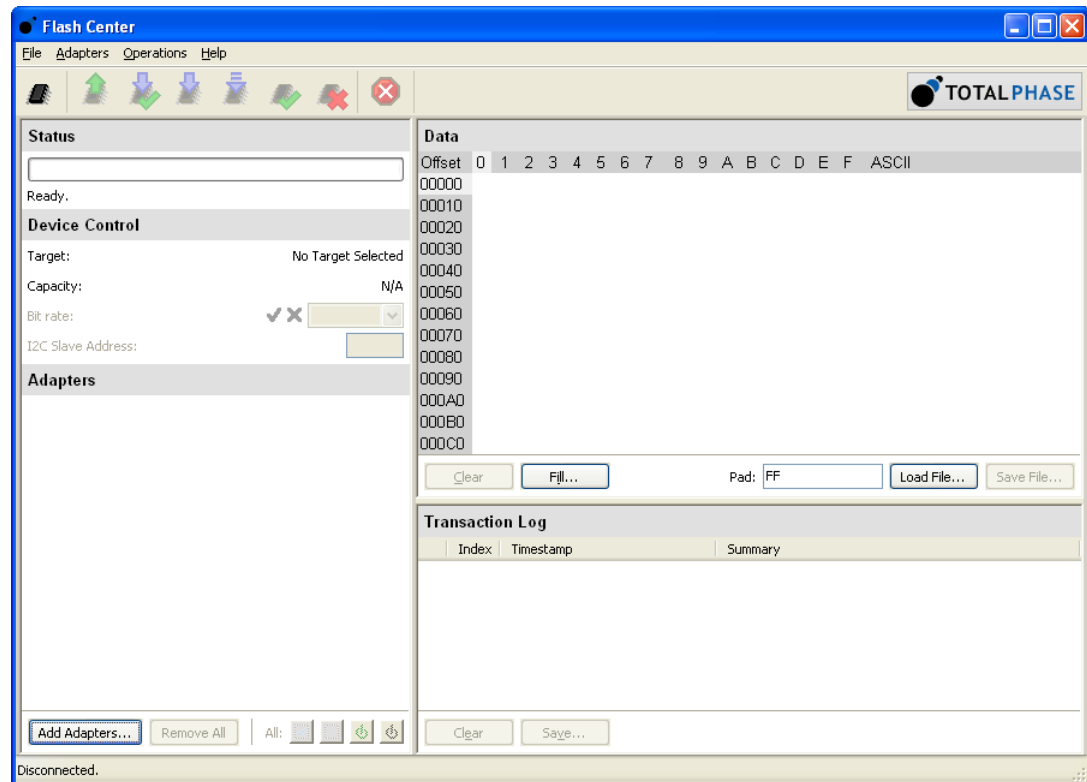 Flash Center
File Adapters Operations Help
TOTALPHASE
Status
Ready.
Device Control
Target: No Target Selected
Capacity: N/A
Bit rate:
I2C Slave Address:
Adapters
Add Adapters... Remove All All:
Data
Offset 0 1 2 3 4 5 6 7 8 9 A B C D E F ASCII
00000
00010
00020
00030
00040
00050
00060
00070
00080
00090
000A0
000B0
000C0
Clear Fill... Pad: FF Load File... Save File...
Transaction Log
Index Timestamp Summary
Clear Save...
Disconnected.